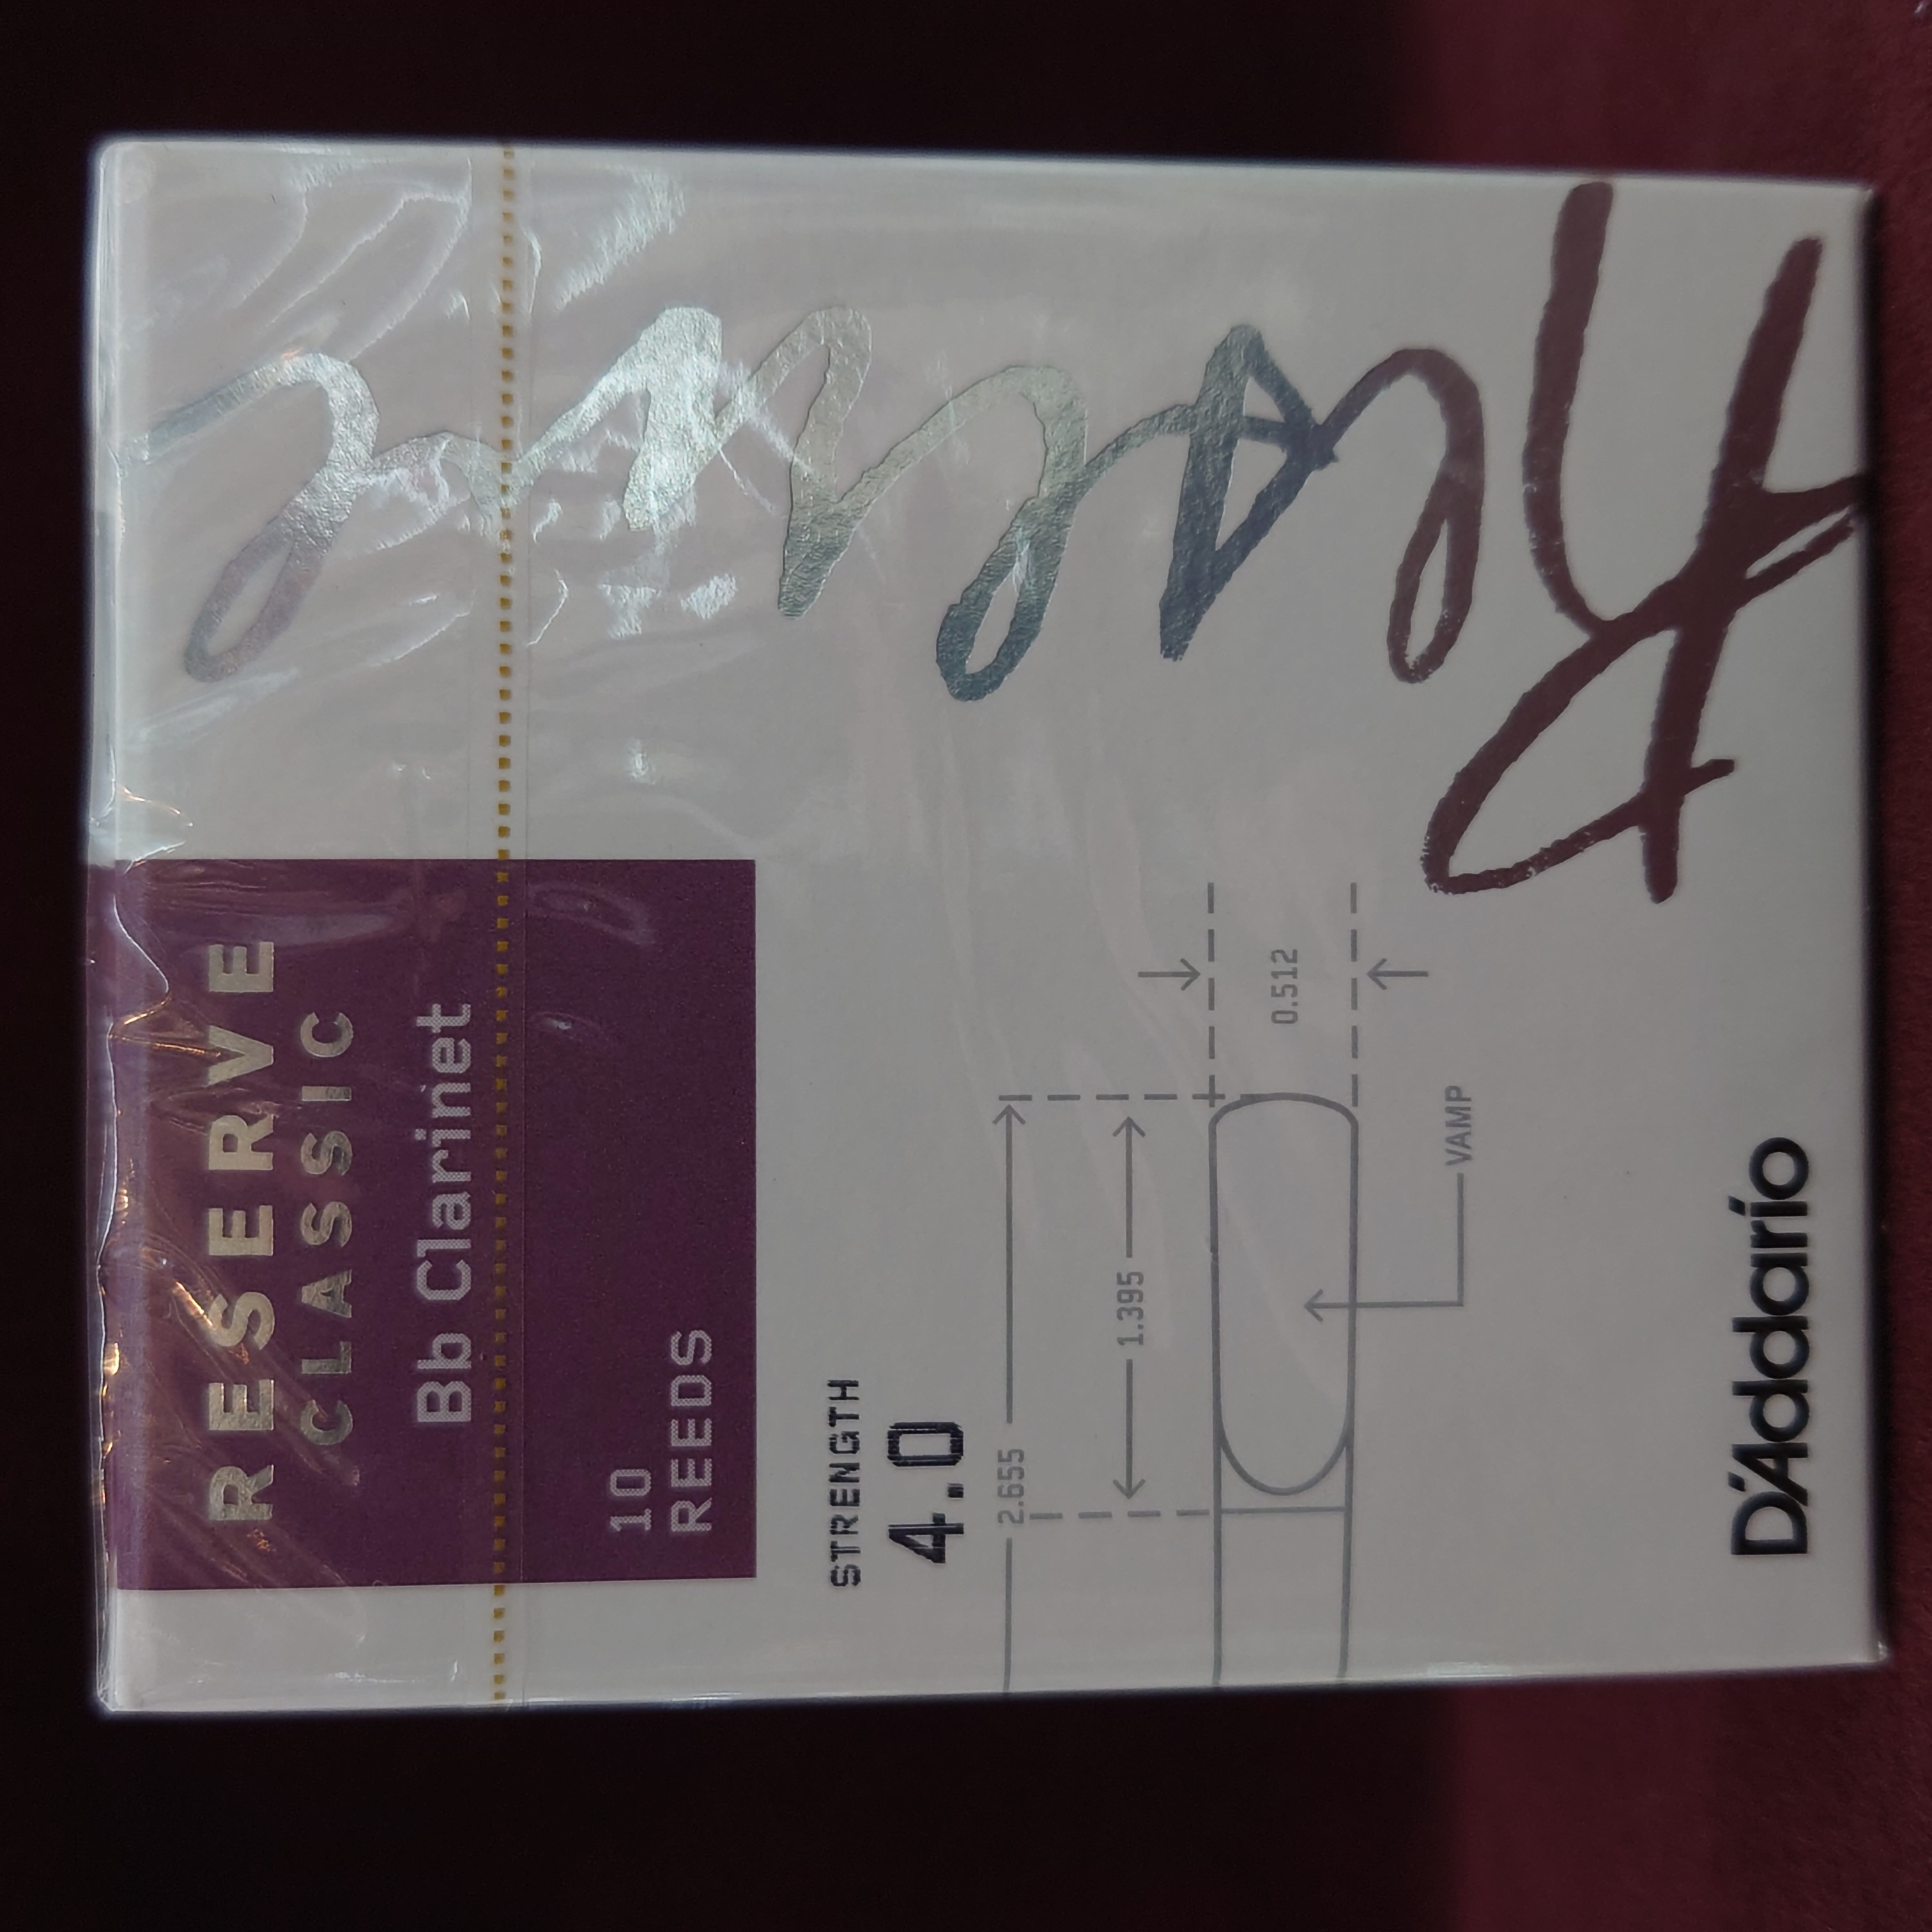 RESERVE
CLASSIC
Bb Clarinet
10
REEDS
Reserve
STRENGTH
4.0
2.655
1.395
0.512
VAMP
D'Addario